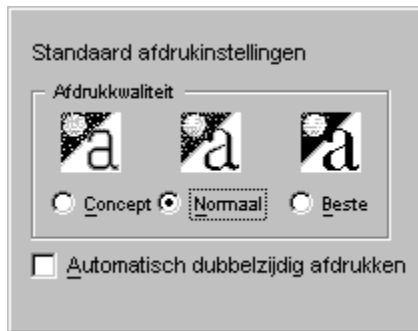 Standaard afdrukinstellingen
Afdrukkwaliteit
a a a
Concept Normaal Beste
Automatisch dubbelzijdig afdrukken